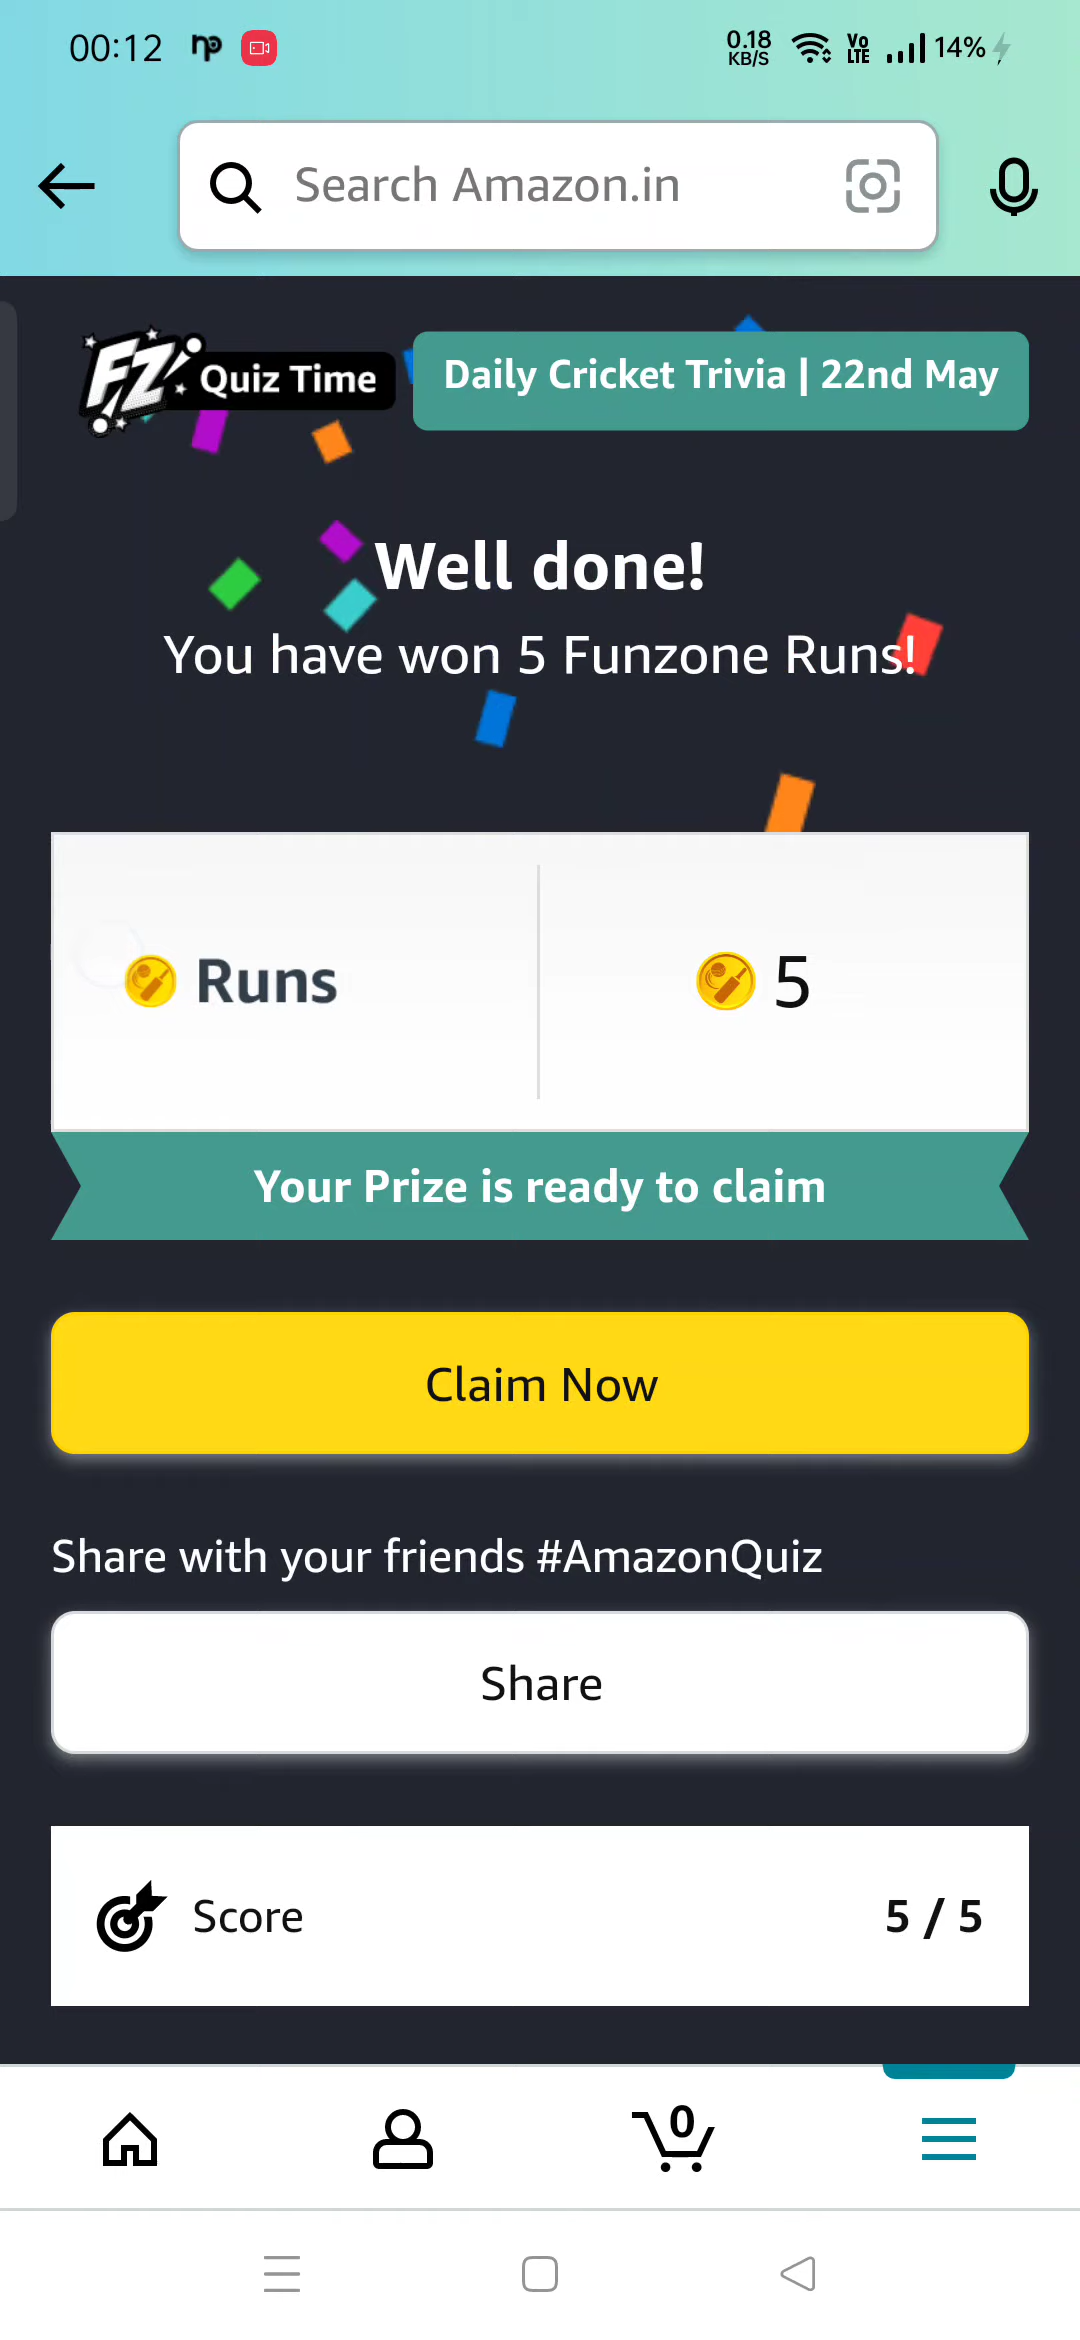 00:12 0.18 KB/S Vo LTE 14%
Search Amazon.in
FZ Quiz Time
Daily Cricket Trivia | 22nd May
Well done!
You have won 5 Funzone Runs!
Runs 5
Your Prize is ready to claim
Claim Now
Share with your friends #AmazonQuiz
Share
Score 5 / 5
0